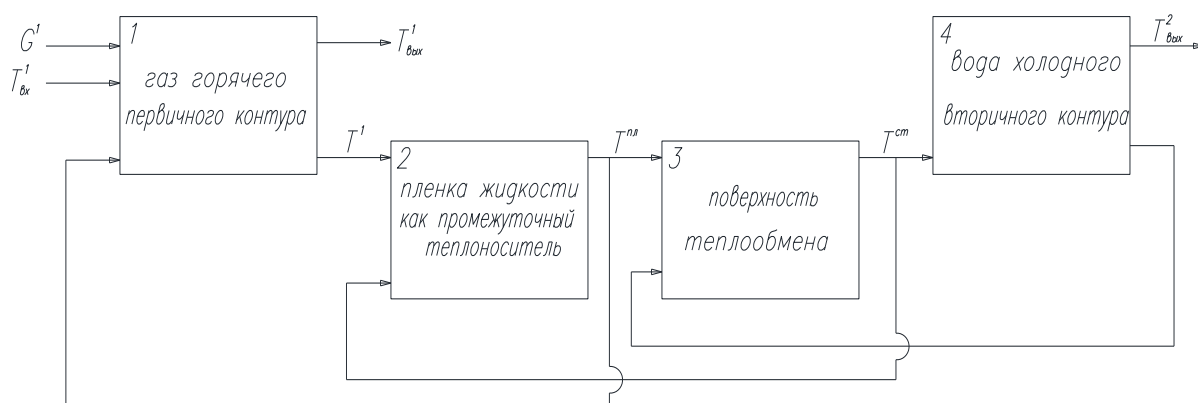 G¹
T¹вх
1
газ горячего
первичного контура
T¹вых
T¹
2
пленка жидкости
как промежуточный
теплоноситель
Tпл
3
поверхность
теплообмена
Tст
4
вода холодного
вторичного контура
T²вых